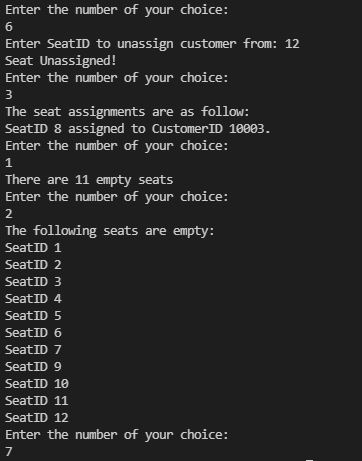 Enter the number of your choice:
6
Enter SeatID to unassign customer from: 12
Seat Unassigned!
Enter the number of your choice:
3
The seat assignments are as follow:
SeatID 8 assigned to CustomerID 10003.
Enter the number of your choice:
1
There are 11 empty seats
Enter the number of your choice:
2
The following seats are empty:
SeatID 1
SeatID 2
SeatID 3
SeatID 4
SeatID 5
SeatID 6
SeatID 7
SeatID 9
SeatID 10
SeatID 11
SeatID 12
Enter the number of your choice:
7